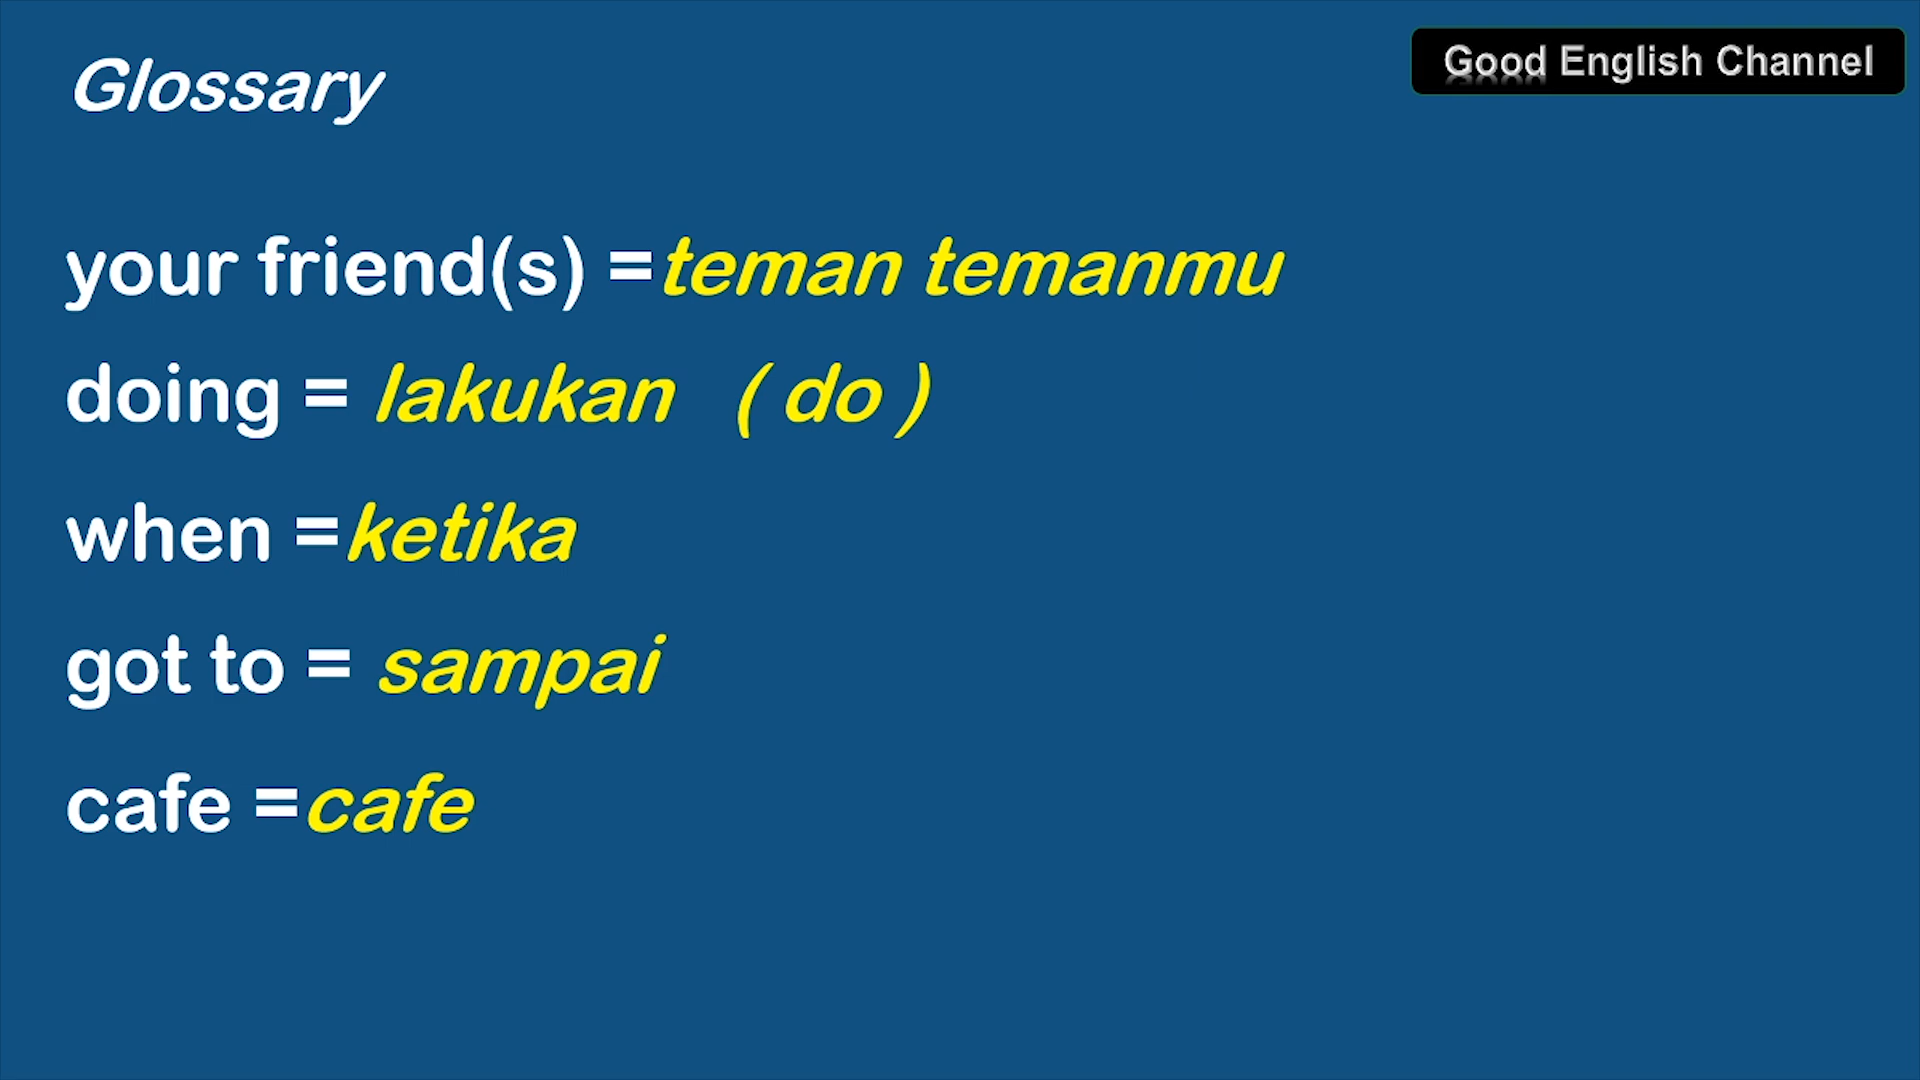 Glossary
Good English Channel
your friend(s) =teman temanmu
doing = lakukan ( do )
when =ketika
got to = sampai
cafe =cafe